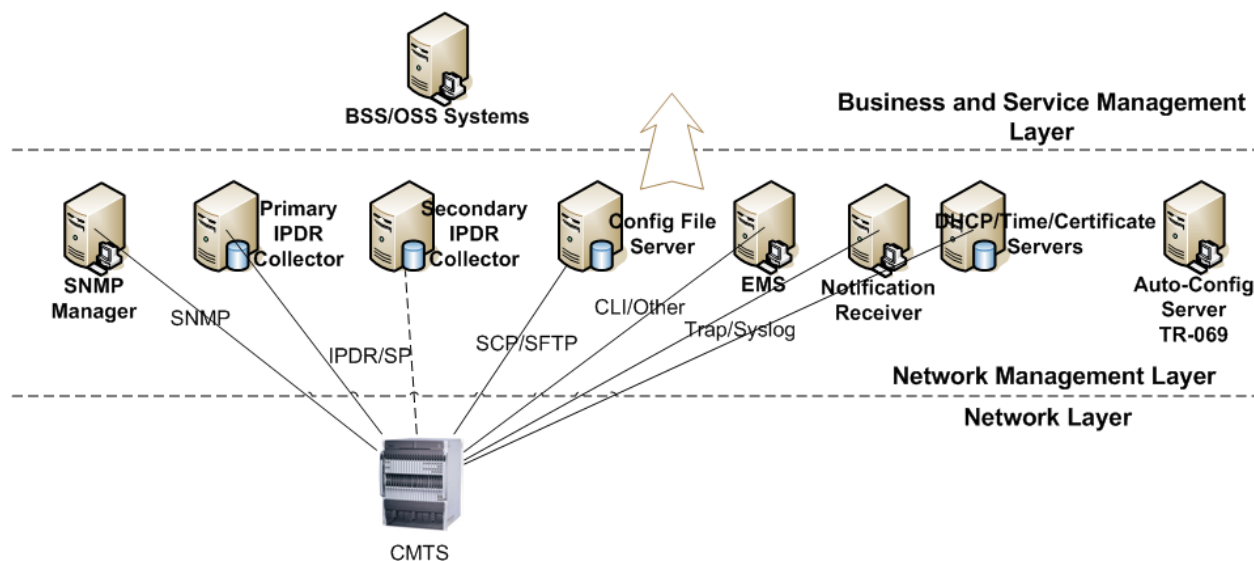 BSS/OSS Systems
Business and Service Management
Layer
SNMP
Manager
Primary
IPDR
Collector
Secondary
IPDR
Collector
Config File
Server
EMS
Notification
Receiver
DHCP/Time/Certificate
Servers
Auto-Config
Server
TR-069
SNMP
IPDR/SP
SCP/SFTP
CLI/Other
Trap/Syslog
Network Management Layer
Network Layer
CMTS